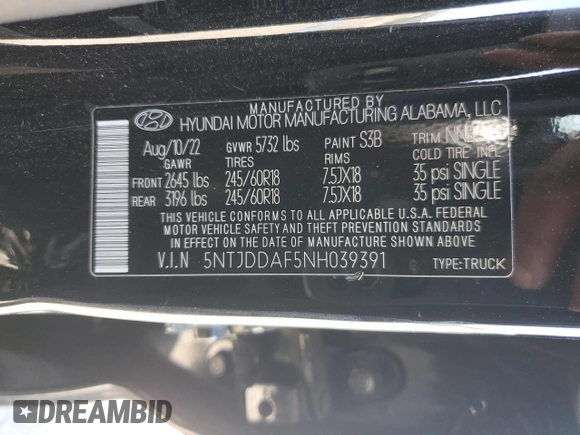 MANUFACTURED BY
HYUNDAI MOTOR MANUFACTURING ALABAMA, LLC
Aug/10/22 GVWR 5732 lbs PAINT S3B TRIM
GAWR TIRES RIMS COLD TIRE INFL
FRONT 2645 lbs 245/60R18 7.5JX18 35 psi SINGLE
REAR 3196 lbs 245/60R18 7.5JX18 35 psi SINGLE
THIS VEHICLE CONFORMS TO ALL APPLICABLE U.S.A. FEDERAL
MOTOR VEHICLE SAFETY AND THEFT PREVENTION STANDARDS
IN EFFECT ON THE DATE OF MANUFACTURE SHOWN ABOVE.
V.I.N 5NTJDDAF5NH039391 TYPE:TRUCK
DREAMBID